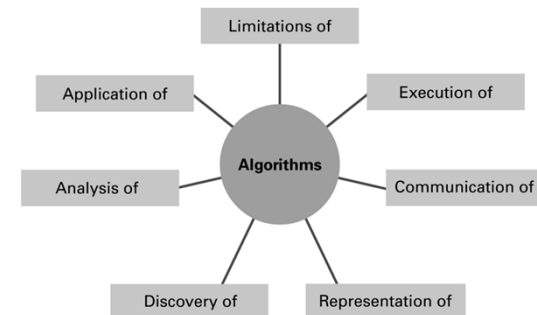 Limitations of
Application of
Execution of
Algorithms
Analysis of
Communication of
Discovery of
Representation of